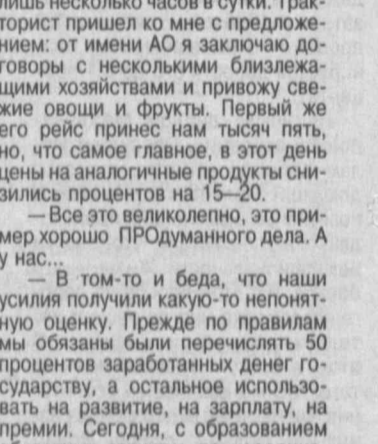 лишь несколько часов в сутки. Трак-
торист пришел ко мне с предложе-
нием: от имени АО я заключаю до-
говоры с несколькими близлежа-
щими хозяйствами и привожу све-
жие овощи и фрукты. Первый же
его рейс принес нам тысяч пять,
но, что самое главное, в этот день
цены на аналогичные продукты сни-
зились процентов на 15—20.
— Все это великолепно, это при-
мер хорошо ПРОдуманного дела. А
у нас...
— В том-то и беда, что наши
усилия получили какую-то непонят-
ную оценку. Прежде по правилам
мы обязаны были перечислять 50
процентов заработанных денег го-
сударству, а остальное использо-
вать на развитие, на зарплату, на
премии. Сегодня, с образованием